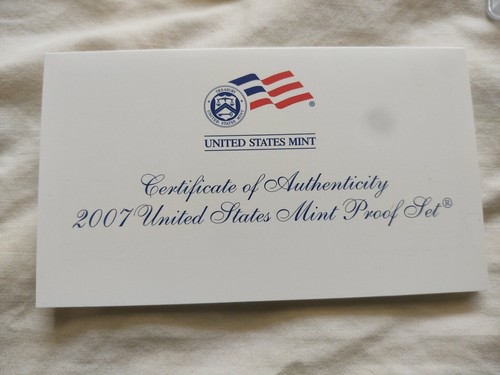 UNITED STATES MINT
Certificate of Authenticity
2007 United States Mint Proof Set®